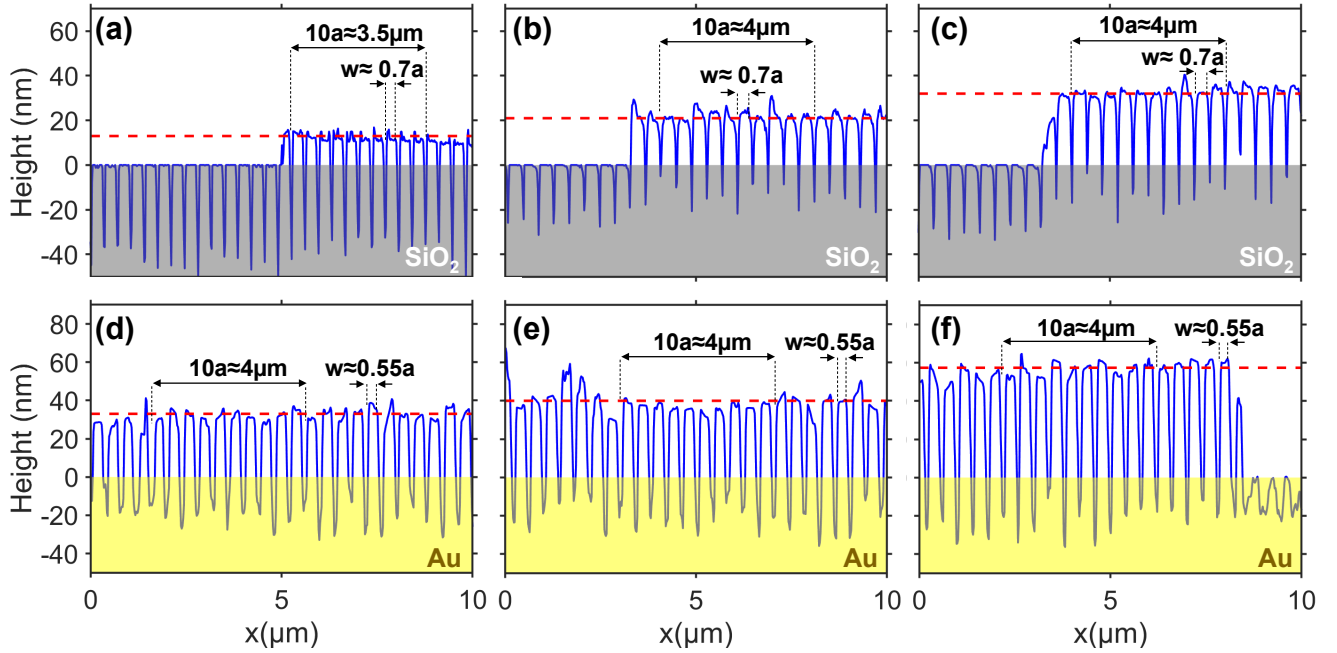 (a)
10a≈3.5µm
w≈ 0.7a
SiO2
Height (nm)
60
40
20
0
-20
-40
(b)
10a≈4µm
w≈ 0.7a
SiO2
(c)
10a≈4µm
w≈ 0.7a
SiO2
(d)
10a≈4µm
w≈0.55a
Au
Height (nm)
80
60
40
20
0
-20
-40
0
5
10
x(µm)
(e)
10a≈4µm
w≈0.55a
Au
0
5
10
x(µm)
(f)
10a≈4µm
w≈0.55a
Au
0
5
10
x(µm)